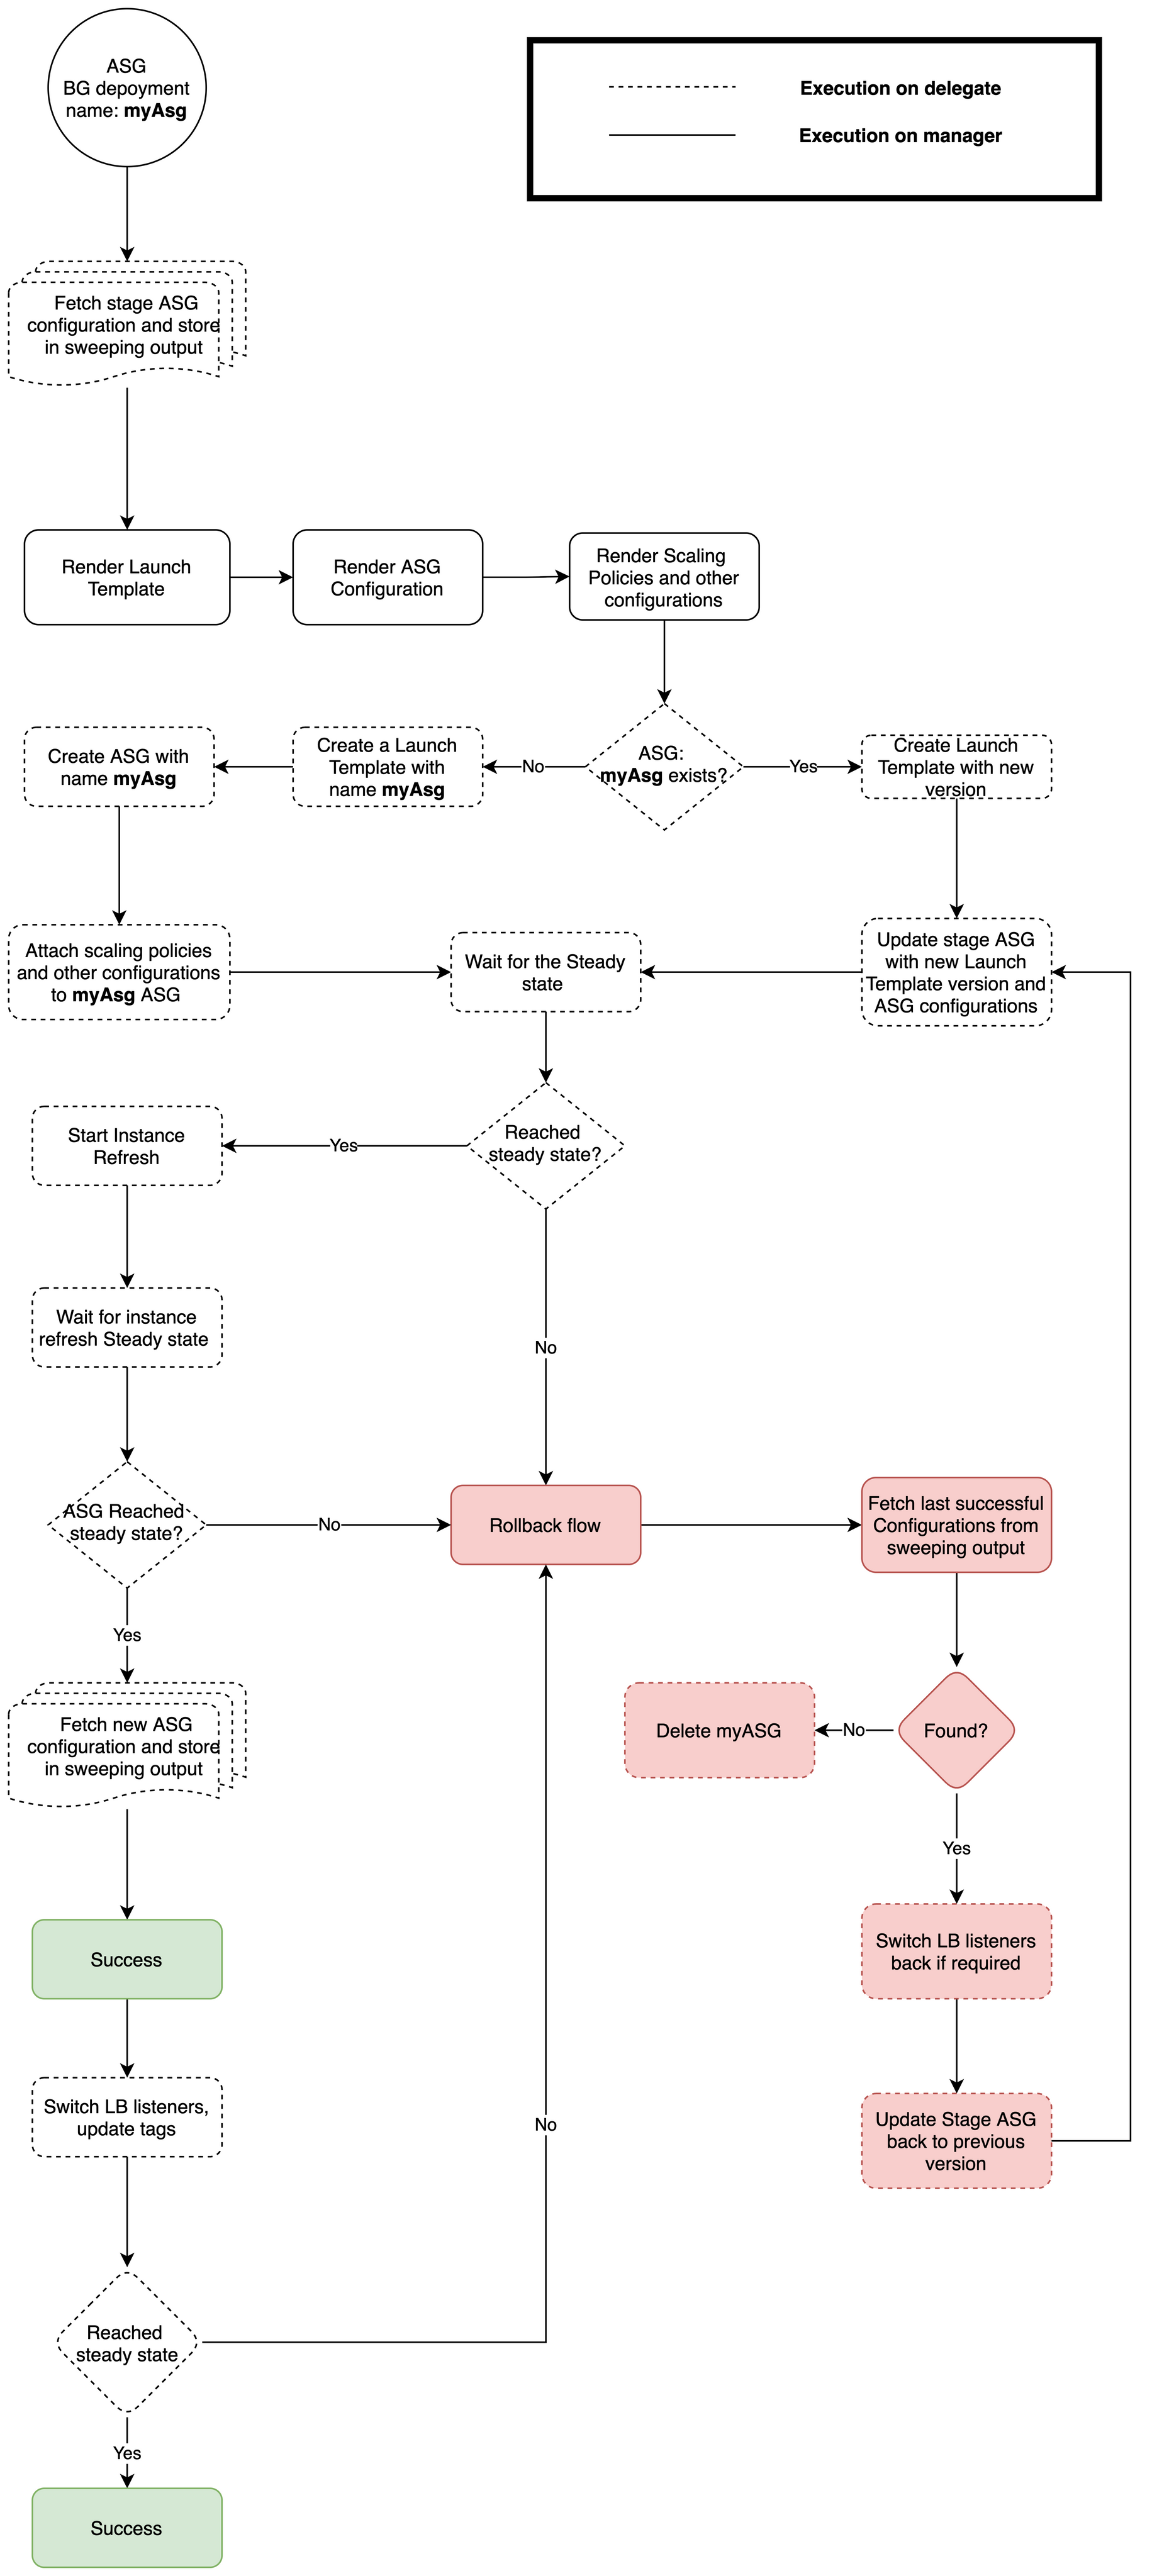 ASG
BG depoyment
name: myAsg
Execution on delegate
Execution on manager
Fetch stage ASG
configuration and store
in sweeping output
Render Launch
Template
Render ASG
Configuration
Render Scaling
Policies and other
configurations
Create ASG with
name myAsg
Create a Launch
Template with
name myAsg
No
ASG:
myAsg exists?
Yes
Create Launch
Template with new
version
Attach scaling policies
and other configurations
to myAsg ASG
Wait for the Steady
state
Update stage ASG
with new Launch
Template version and
ASG configurations
Start Instance
Refresh
Yes
Reached
steady state?
Wait for instance
refresh Steady state
No
ASG Reached
steady state?
No
Rollback flow
Fetch last successful
Configurations from
sweeping output
Yes
Fetch new ASG
configuration and store
in sweeping output
Delete myASG
No
Found?
Yes
Success
Switch LB listeners
back if required
Switch LB listeners,
update tags
No
Update Stage ASG
back to previous
version
Reached
steady state
Yes
Success